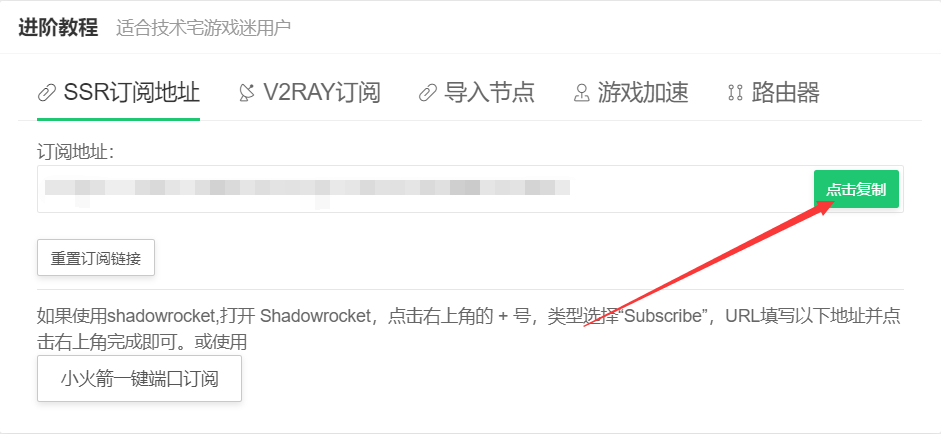 进阶教程 适合技术宅游戏迷用户
SSR订阅地址 V2RAY订阅 导入节点 游戏加速 路由器
订阅地址：
点击复制
重置订阅链接
如果使用shadowrocket,打开 Shadowrocket，点击右上角的 + 号，类型选择“Subscribe”，URL填写以下地址并点
击右上角完成即可。或使用
小火箭一键端口订阅